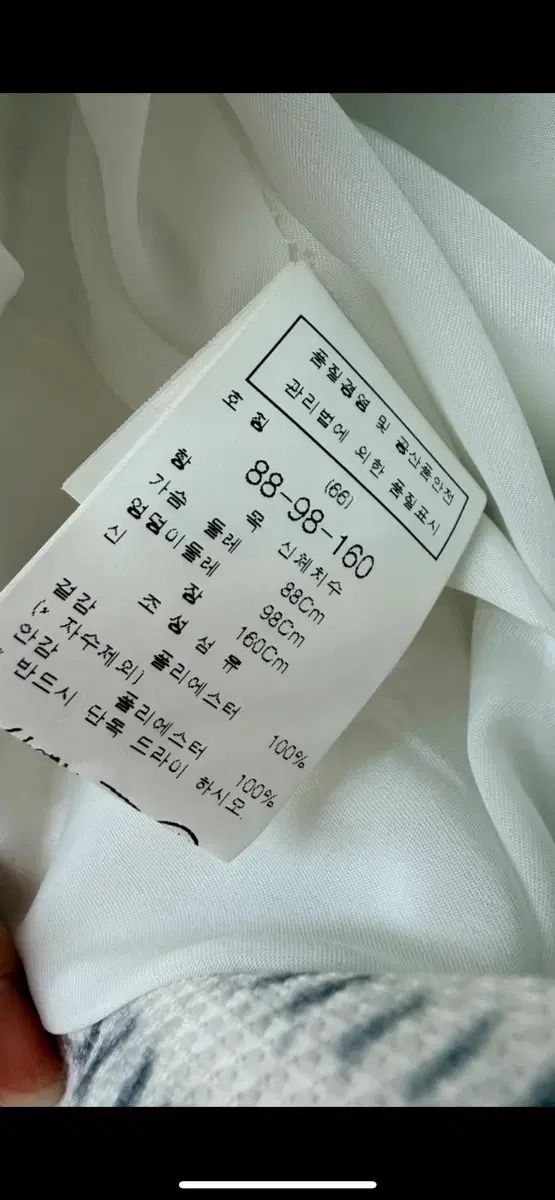 품질경영 및 공산품안전
관리법에 의한 품질표시
호칭 88-98-160
(66)
항 목 신체치수
가슴 둘레 88Cm
엉덩이둘레 98Cm
신 장 160Cm
조성섬유
겉감 폴리에스터 100%
(* 자수제외)
안감 폴리에스터 100%
반드시 단독 드라이 하시오.